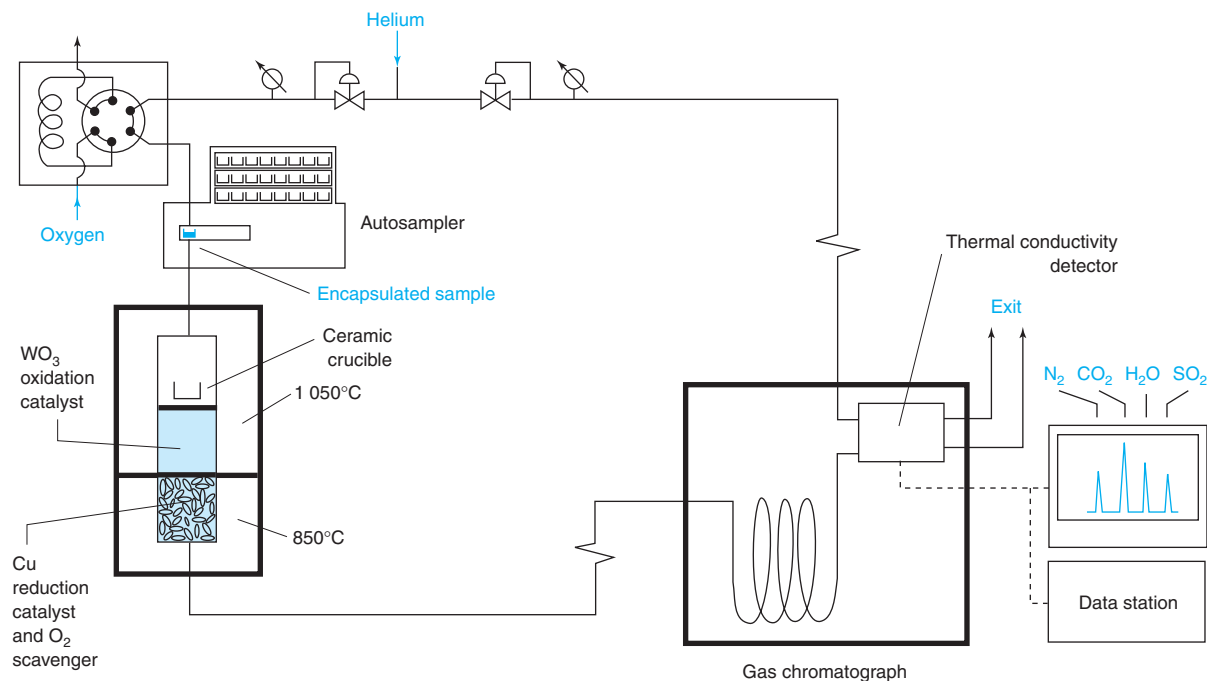 Helium
Oxygen
Autosampler
Encapsulated sample
Thermal conductivity
detector
Exit
WO₃
oxidation
catalyst
Ceramic
crucible
1 050°C
N₂ CO₂ H₂O SO₂
850°C
Cu
reduction
catalyst
and O₂
scavenger
Data station
Gas chromatograph